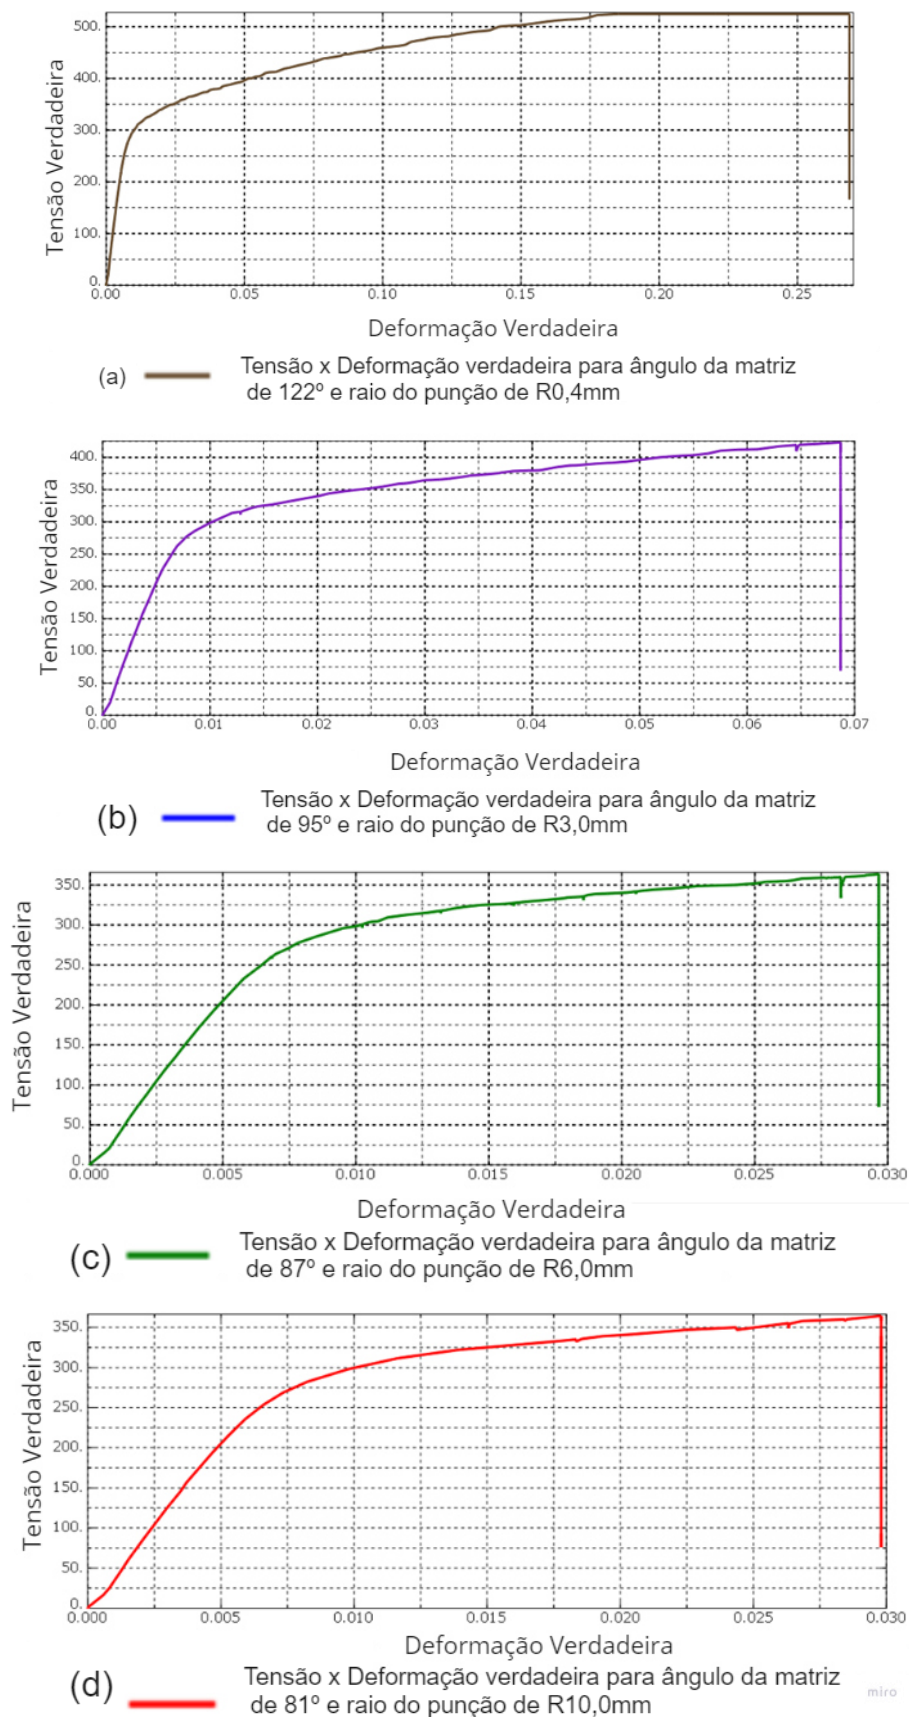 500.
400.
300.
200.
100.
0.
Tensão Verdadeira
0.00 0.05 0.10 0.15 0.20 0.25
Deformação Verdadeira
(a) Tensão x Deformação verdadeira para ângulo da matriz
de 122º e raio do punção de R0,4mm
400.
350.
300.
250.
200.
150.
100.
50.
0.
Tensão Verdadeira
0.00 0.01 0.02 0.03 0.04 0.05 0.06 0.07
Deformação Verdadeira
(b) Tensão x Deformação verdadeira para ângulo da matriz
de 95º e raio do punção de R3,0mm
350.
300.
250.
200.
150.
100.
50.
0.
Tensão Verdadeira
0.000 0.005 0.010 0.015 0.020 0.025 0.030
Deformação Verdadeira
(c) Tensão x Deformação verdadeira para ângulo da matriz
de 87º e raio do punção de R6,0mm
350.
300.
250.
200.
150.
100.
50.
0.
Tensão Verdadeira
0.000 0.005 0.010 0.015 0.020 0.025 0.030
Deformação Verdadeira
(d) Tensão x Deformação verdadeira para ângulo da matriz
de 81º e raio do punção de R10,0mm
miro